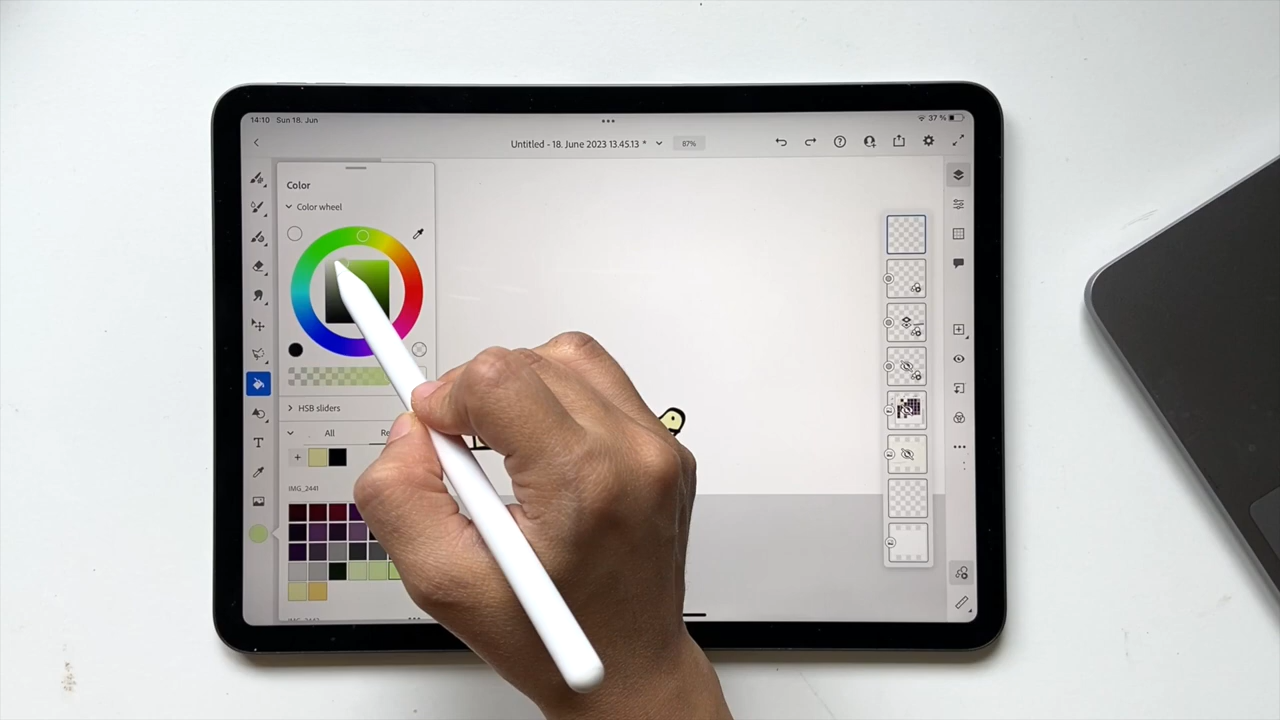 14:10 Sun 18. Jun
37 %
Untitled - 18. June 2023 13.45.13 *
87%
Color
Color wheel
HSB sliders
All
Re
IMG_2441
T